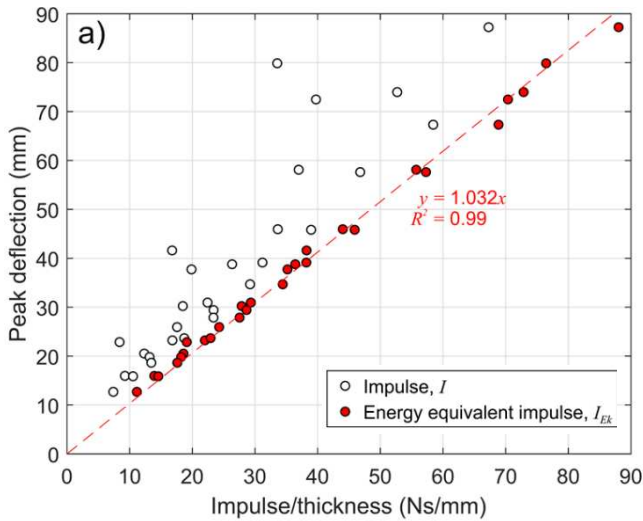 a)
90
80
70
60
50
40
30
20
10
0
Peak deflection (mm)
y = 1.032x
R² = 0.99
Impulse, I
Energy equivalent impulse, I_Ek
0 10 20 30 40 50 60 70 80 90
Impulse/thickness (Ns/mm)